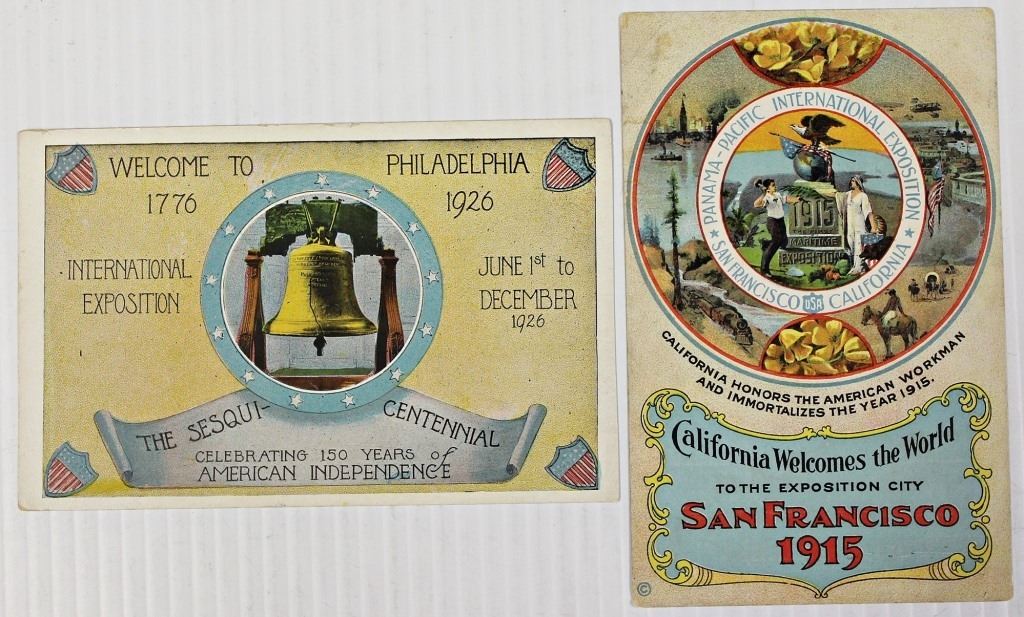 WELCOME TO PHILADELPHIA
1776 1926
INTERNATIONAL
EXPOSITION
JUNE 1st to
DECEMBER
1926
THE SESQUI-CENTENNIAL
CELEBRATING 150 YEARS of
AMERICAN INDEPENDENCE
PANAMA-PACIFIC INTERNATIONAL EXPOSITION
★ SAN FRANCISCO USA CALIFORNIA ★
1915
MARITIME
EXPOSITION
CALIFORNIA HONORS THE AMERICAN WORKMAN
AND IMMORTALIZES THE YEAR 1915.
California Welcomes the World
TO THE EXPOSITION CITY
SAN FRANCISCO
1915
©